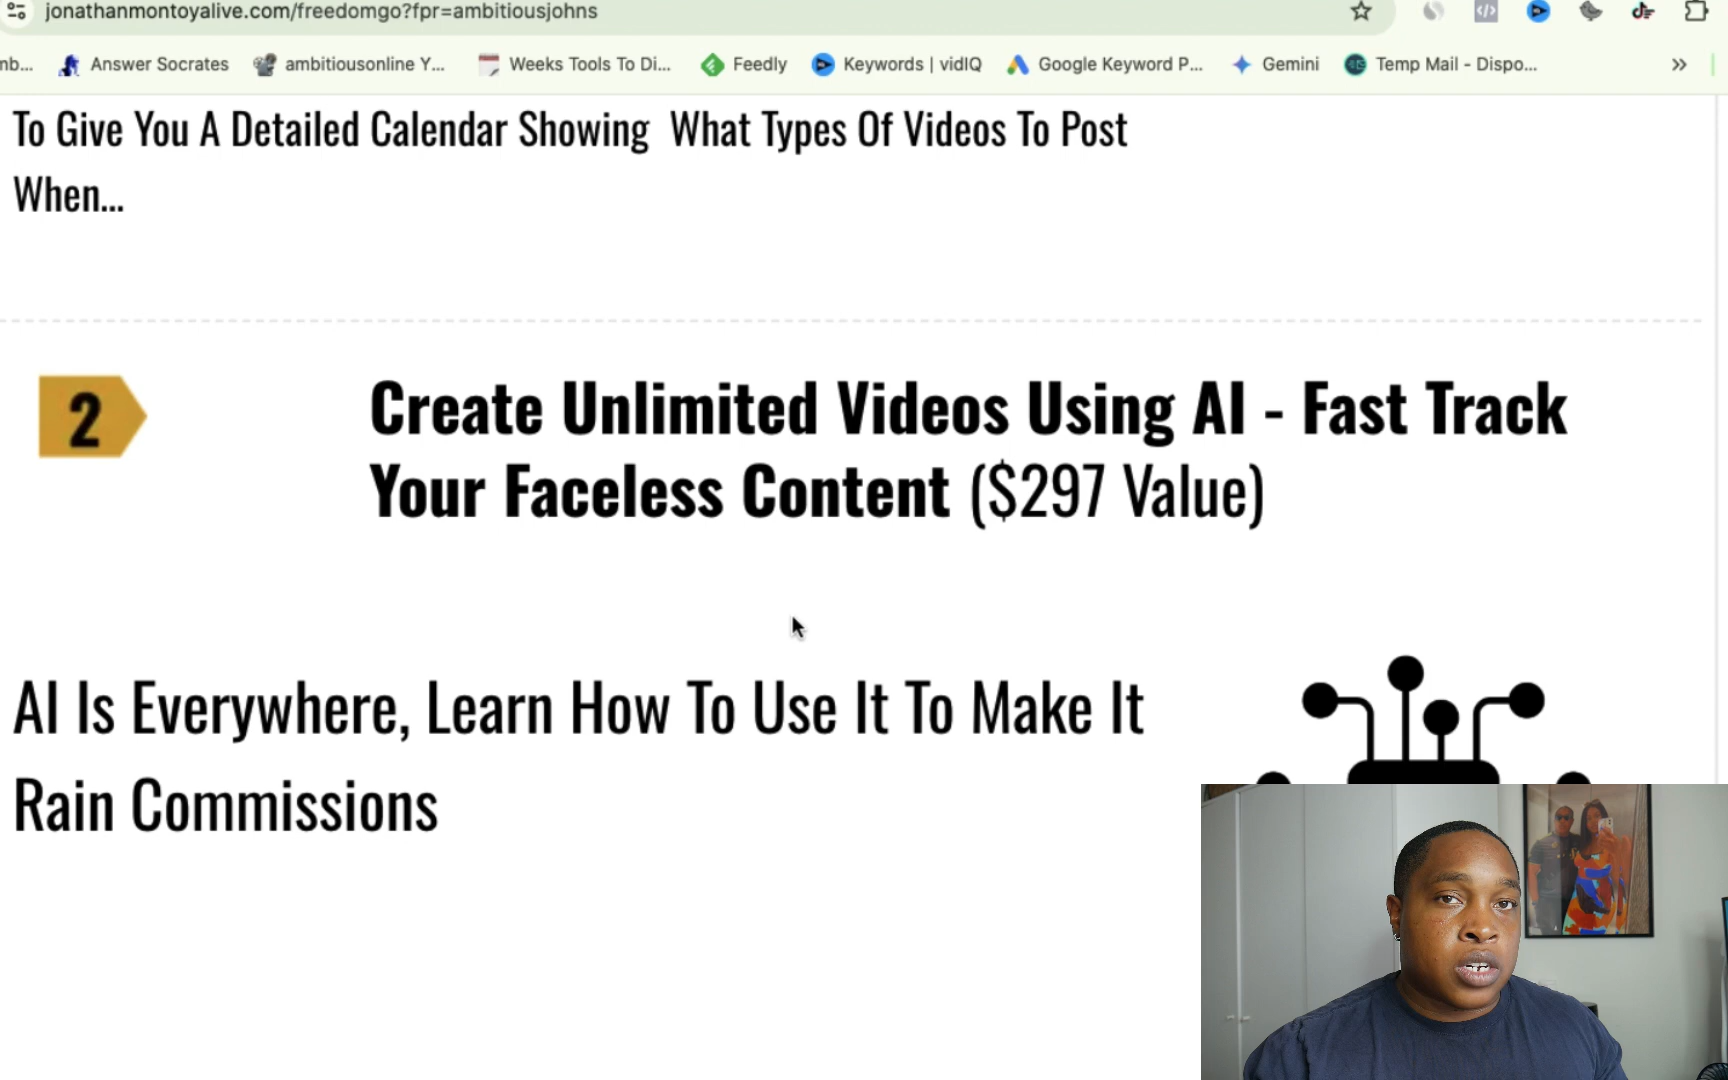 jonathanmontoyalive.com/freedomgo?fpr=ambitiousjohns
mb... Answer Socrates ambitiousonline Y... Weeks Tools To Di... Feedly Keywords | vidIQ Google Keyword P... Gemini Temp Mail - Dispo... »
To Give You A Detailed Calendar Showing What Types Of Videos To Post
When...
2
Create Unlimited Videos Using AI - Fast Track
Your Faceless Content ($297 Value)
AI Is Everywhere, Learn How To Use It To Make It
Rain Commissions